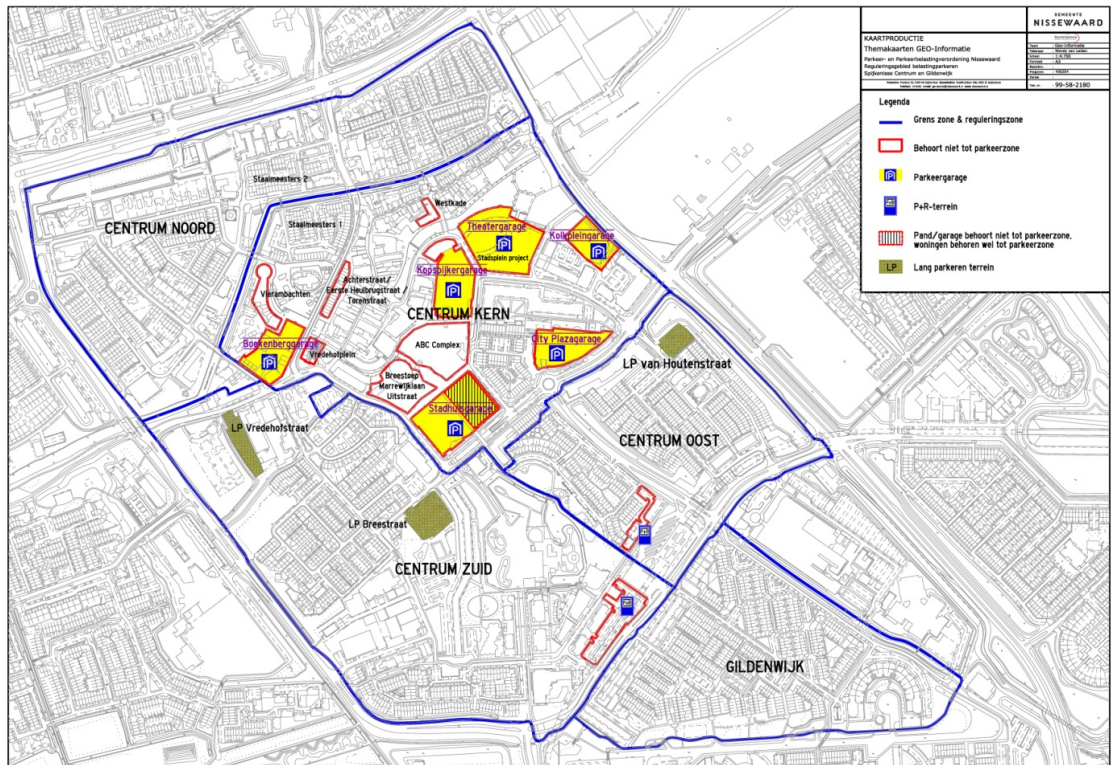 GEMEENTE
NISSEWAARD
KAARTPRODUCTIE
Themakaarten GEO-Informatie
Parkeer- en Parkeerbelastingverordening Nissewaard
Reguleringsgebied belastingparkeren
Spijkenisse Centrum en Gildenwijk
Geo-Informatie
99-58-2180
Legenda
Grens zone & reguleringszone
Behoort niet tot parkeerzone
Parkeergarage
P+R-terrein
Pand/garage behoort niet tot parkeerzone,
woningen behoren wel tot parkeerzone
LP
Lang parkeren terrein
Staalmeesters 2
CENTRUM NOORD
Staalmeesters 1
Westkade
Theatergarage
Stadsplein project
Kolkpleingarage
Kopspijkergarage
Achterstraat/
Eerste Heulbrugstraat /
Torenstraat
Vierambachten
CENTRUM KERN
Boekenberggarage
Vredehofplein
ABC Complex
City Plazagarage
LP van Houtenstraat
Breestoep
Marrewijklaan
Uitstraat
Stadhuisgarage
LP Vredehofstraat
CENTRUM OOST
LP Breestraat
CENTRUM ZUID
GILDENWIJK